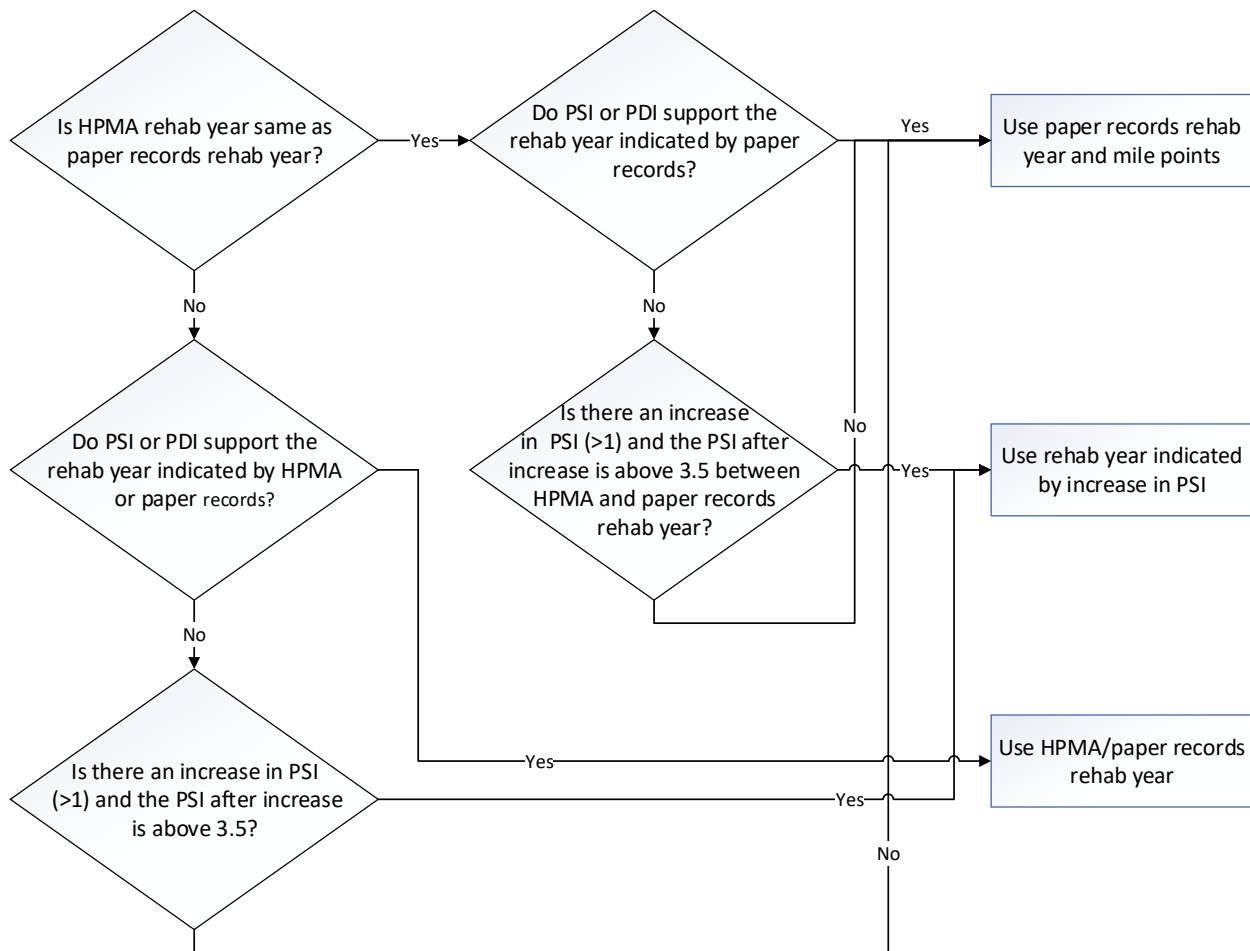 Is HPMA rehab year same as
paper records rehab year?
Yes
Do PSI or PDI support the
rehab year indicated by paper
records?
Yes
Use paper records rehab
year and mile points
No
No
Do PSI or PDI support the
rehab year indicated by HPMA
or paper records?
Is there an increase
in PSI (>1) and the PSI after
increase is above 3.5 between
HPMA and paper records
rehab year?
No
Yes
Use rehab year indicated
by increase in PSI
No
Is there an increase in PSI
(>1) and the PSI after increase
is above 3.5?
Yes
Use HPMA/paper records
rehab year
Yes
No